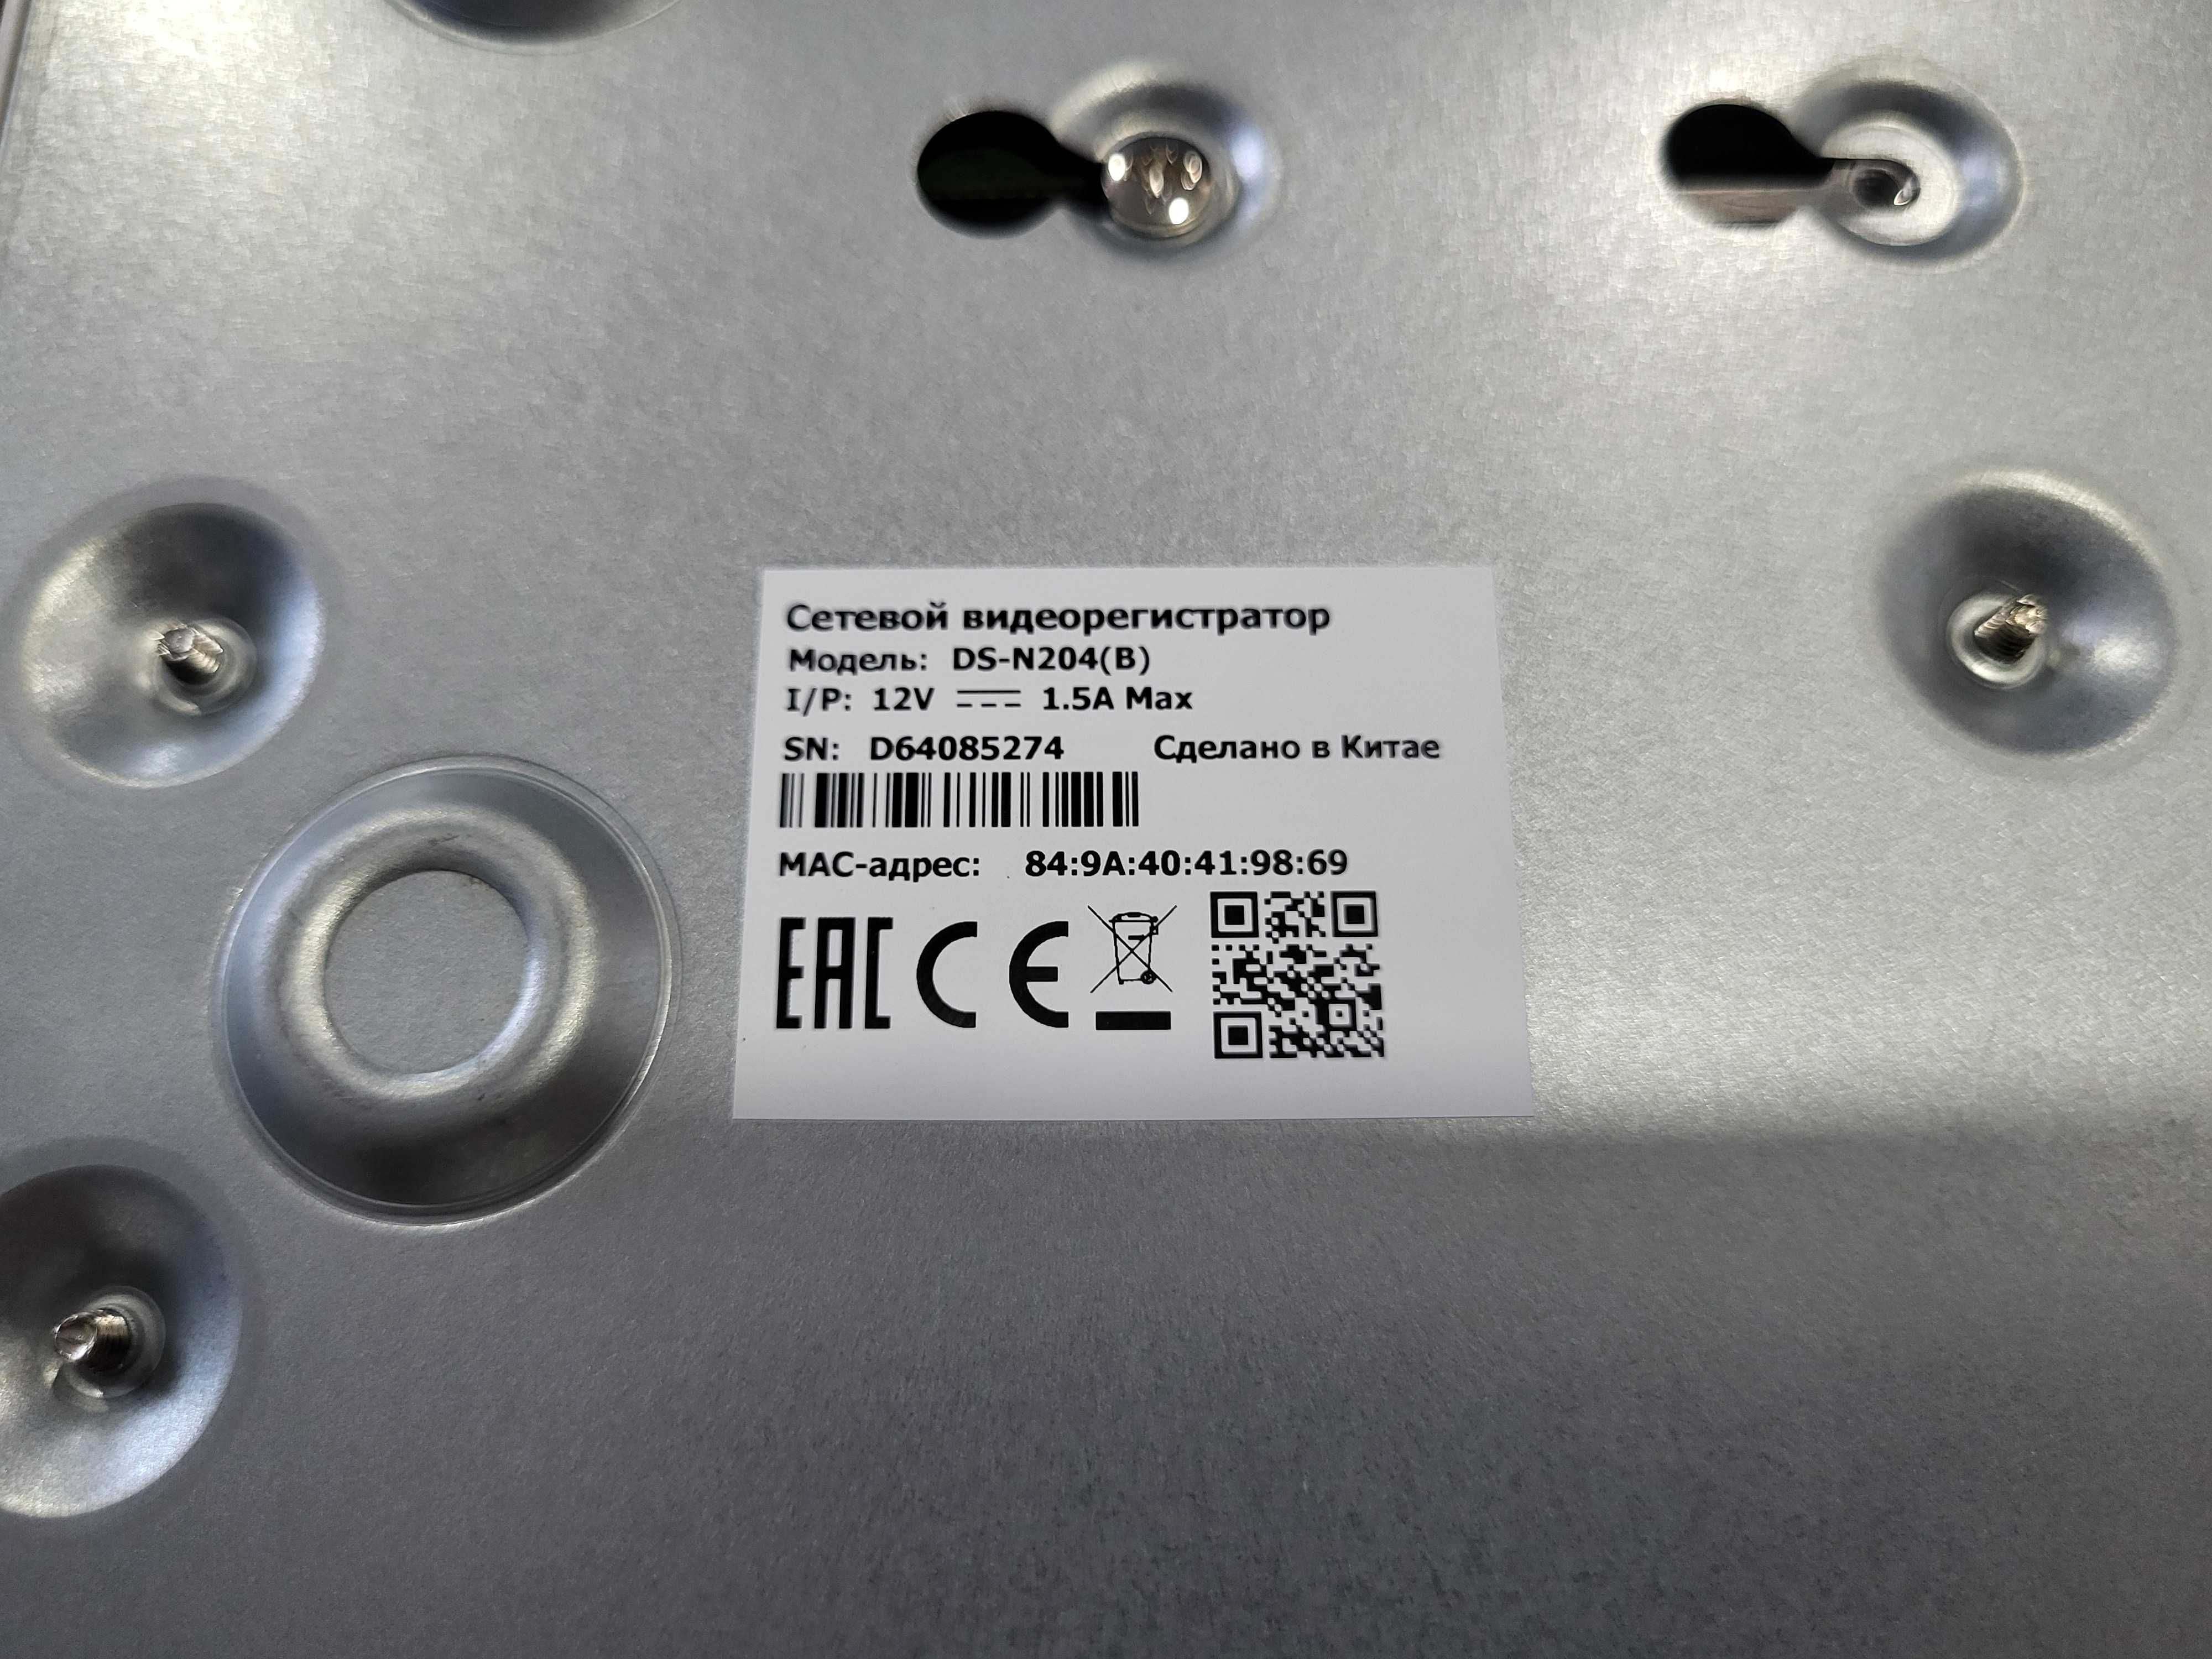 Сетевой видеорегистратор
Модель: DS-N204(B)
I/P: 12V 1.5A Max
SN: D64085274 Сделано в Китае
MAC-адрес: 84:9A:40:41:98:69
EAC CE